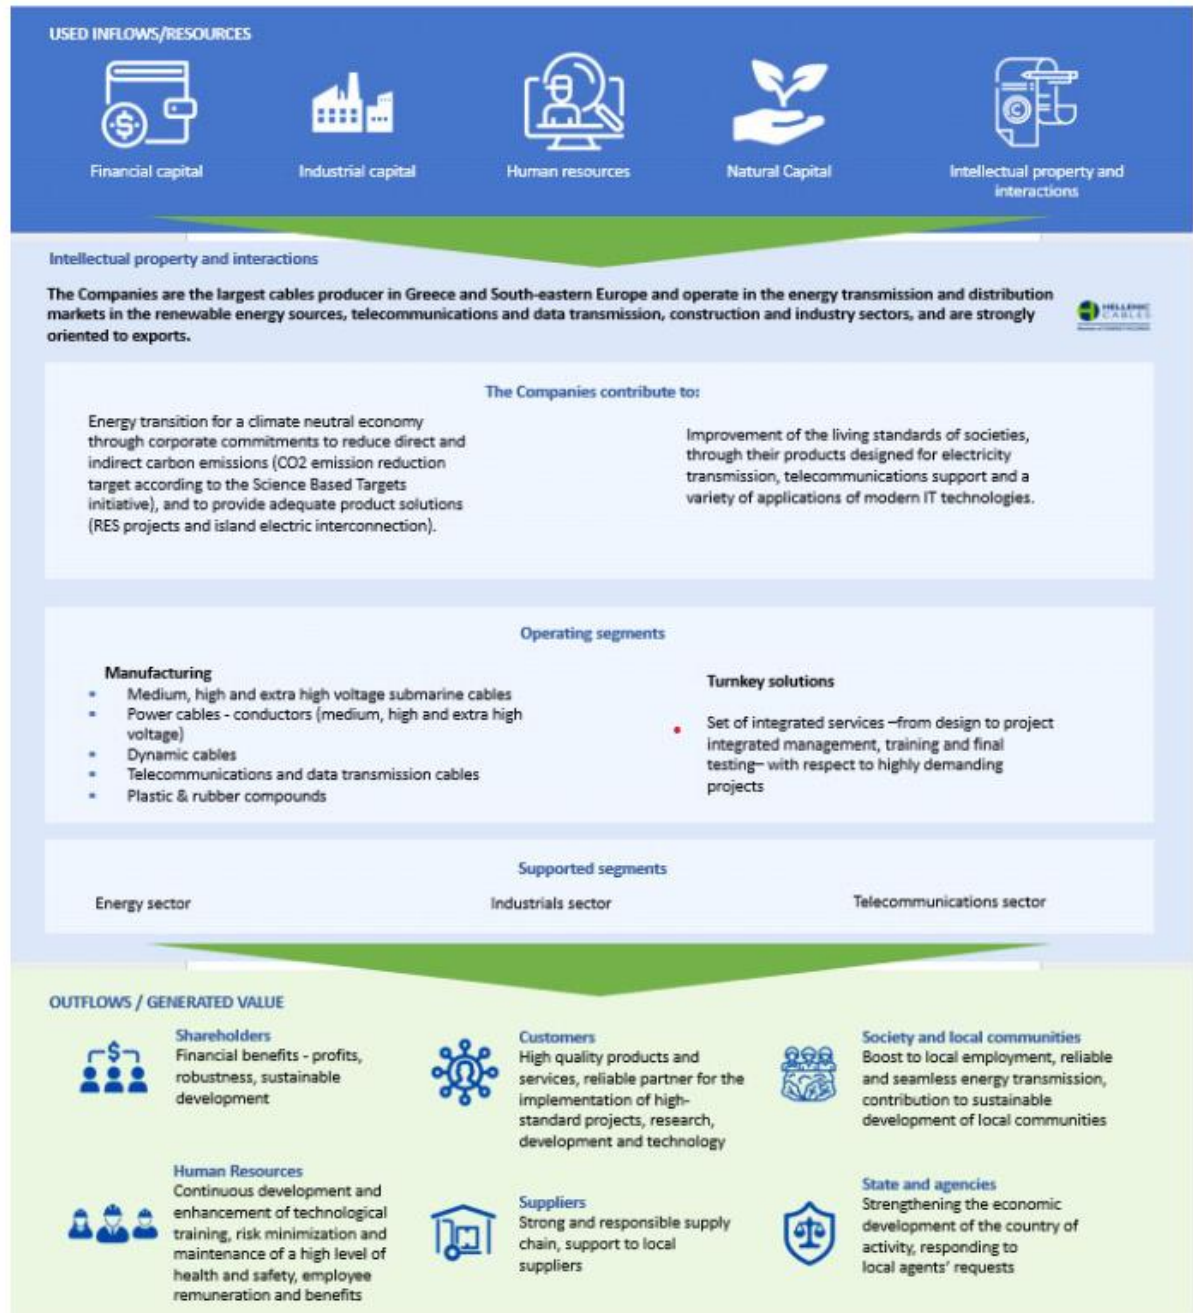 USED INFLOWS/RESOURCES
Financial capital
Industrial capital
Human resources
Natural Capital
Intellectual property and
interactions
Intellectual property and interactions
The Companies are the largest cables producer in Greece and South-eastern Europe and operate in the energy transmission and distribution
markets in the renewable energy sources, telecommunications and data transmission, construction and industry sectors, and are strongly
oriented to exports.
HELLENIC
CABLES
The Companies contribute to:
Energy transition for a climate neutral economy
through corporate commitments to reduce direct and
indirect carbon emissions (CO2 emission reduction
target according to the Science Based Targets
initiative), and to provide adequate product solutions
(RES projects and island electric interconnection).
Improvement of the living standards of societies,
through their products designed for electricity
transmission, telecommunications support and a
variety of applications of modern IT technologies.
Operating segments
Manufacturing
• Medium, high and extra high voltage submarine cables
• Power cables - conductors (medium, high and extra high
voltage)
• Dynamic cables
• Telecommunications and data transmission cables
• Plastic & rubber compounds
Turnkey solutions
• Set of integrated services –from design to project
integrated management, training and final
testing– with respect to highly demanding
projects
Supported segments
Energy sector
Industrials sector
Telecommunications sector
OUTFLOWS / GENERATED VALUE
Shareholders
Financial benefits - profits,
robustness, sustainable
development
Customers
High quality products and
services, reliable partner for the
implementation of high-
standard projects, research,
development and technology
Society and local communities
Boost to local employment, reliable
and seamless energy transmission,
contribution to sustainable
development of local communities
Human Resources
Continuous development and
enhancement of technological
training, risk minimization and
maintenance of a high level of
health and safety, employee
remuneration and benefits
Suppliers
Strong and responsible supply
chain, support to local
suppliers
State and agencies
Strengthening the economic
development of the country of
activity, responding to
local agents’ requests